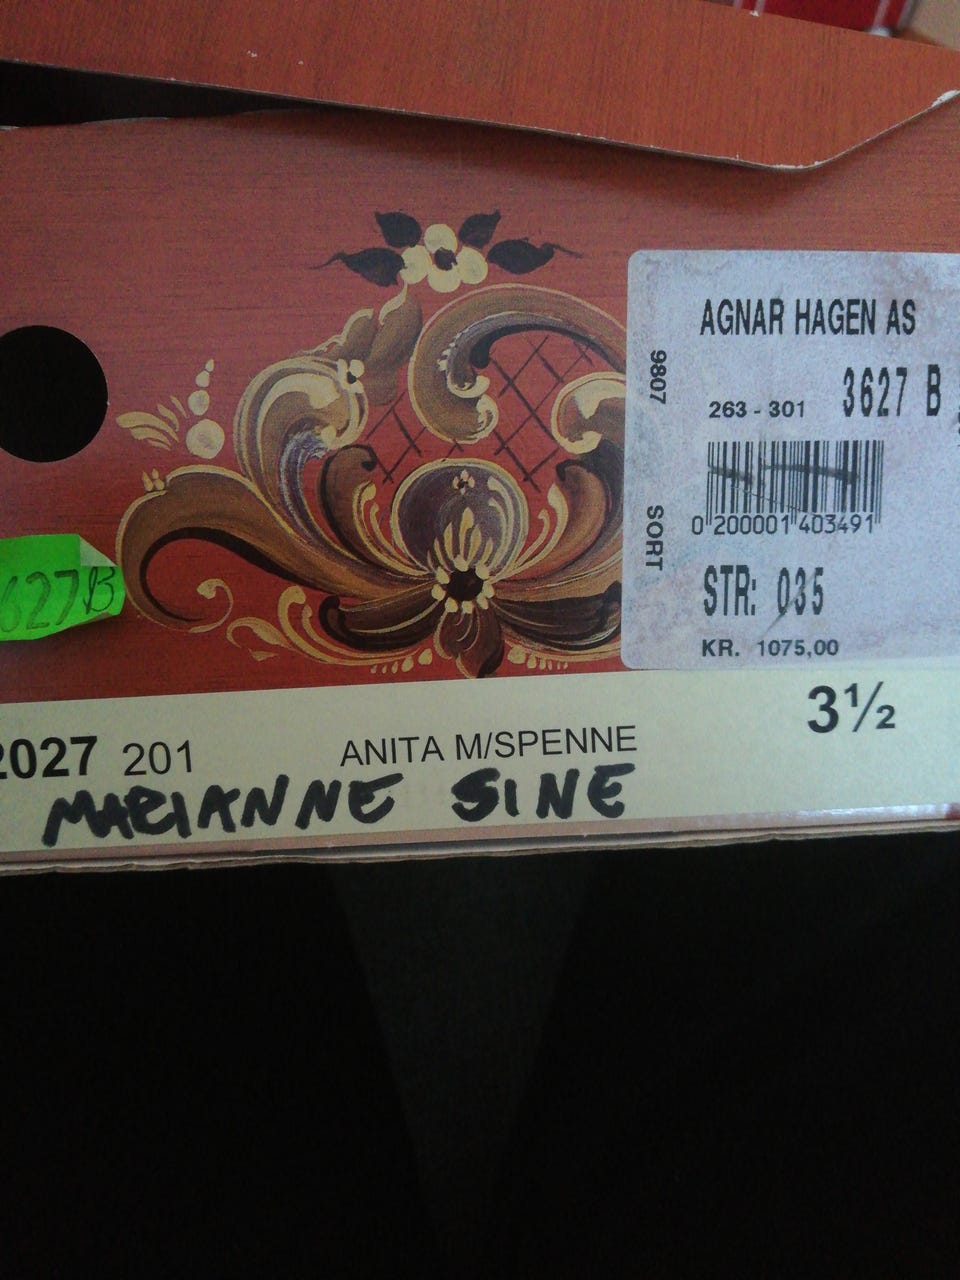 AGNAR HAGEN AS
9807
263 - 301 3627 B
0 200001 403491
SORT
STR: 035
KR. 1075,00
627B
3½
2027 201 ANITA M/SPENNE
MARIANNE SINE